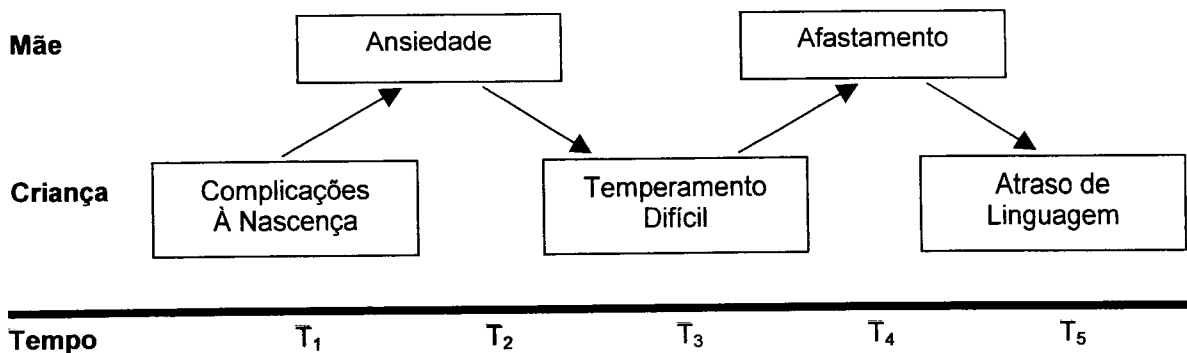 Mãe
Ansiedade
Afastamento
Criança
Complicações
À Nascença
Temperamento
Difícil
Atraso de
Linguagem
Tempo
T1
T2
T3
T4
T5